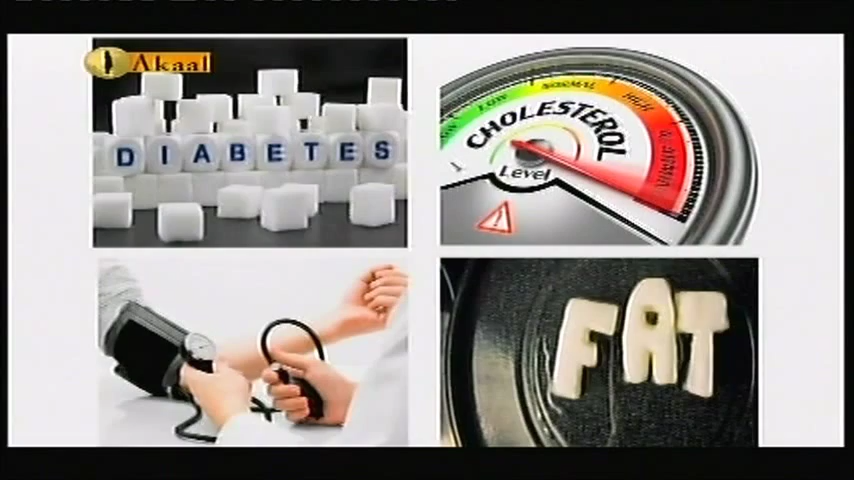 Akaal
DIABETES
LOW
NORMAL
HIGH
CHOLESTEROL
Level
FAT